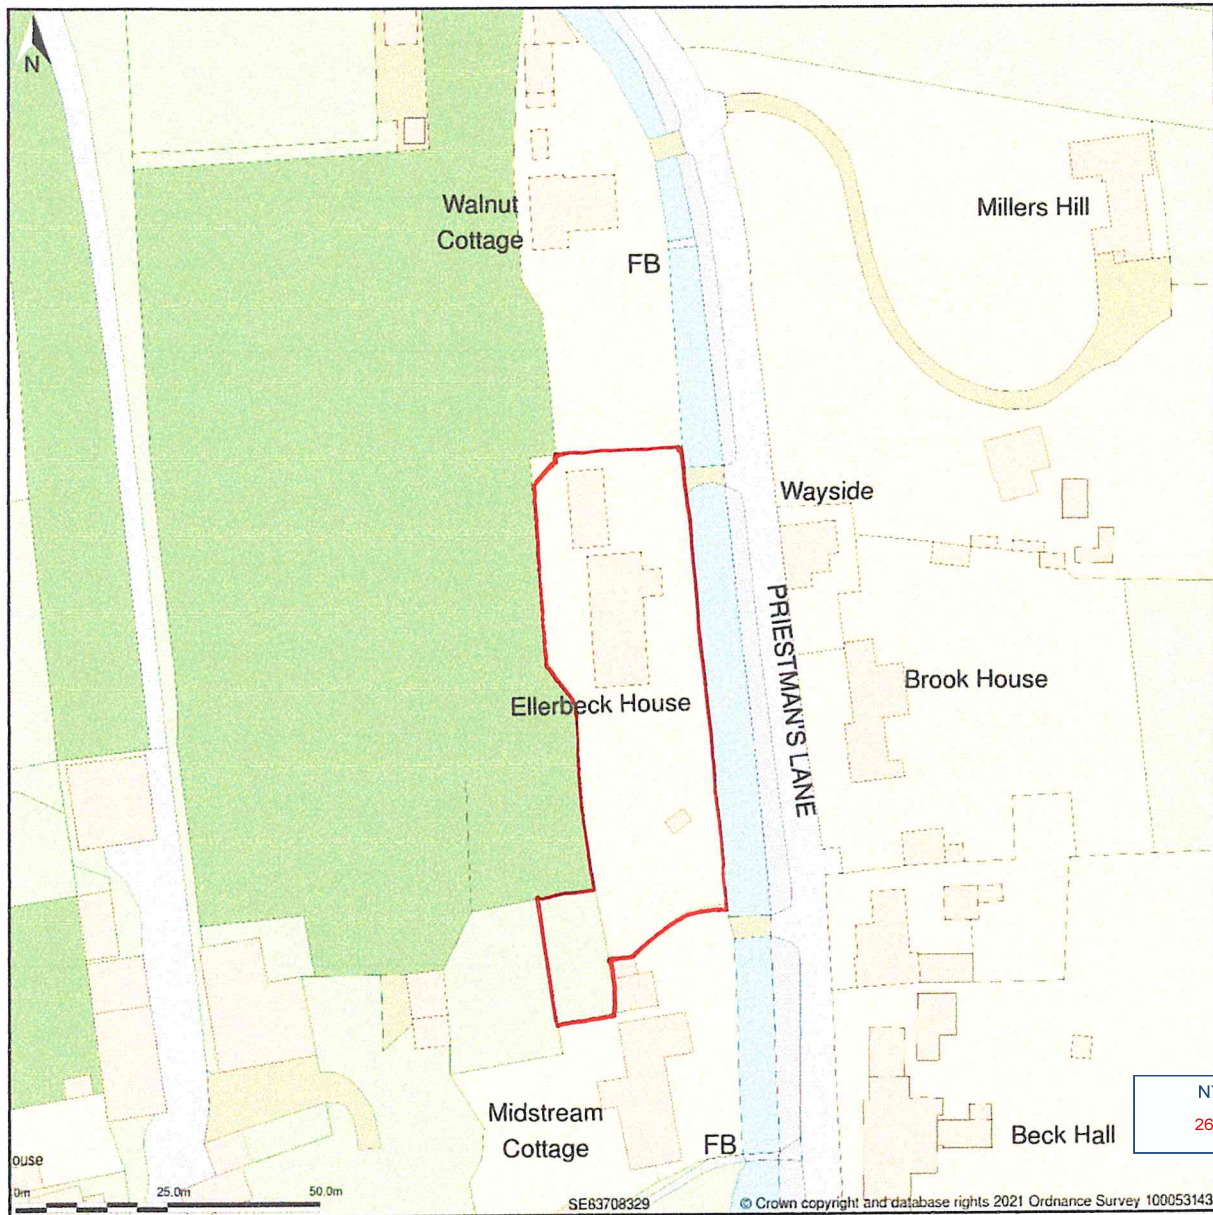 N
Walnut
Cottage
Millers Hill
FB
Wayside
PRIESTMAN'S LANE
Ellerbeck House
Brook House
Midstream
Cottage
FB
Beck Hall
NY
26
ouse
0m
25.0m
50.0m
SE63708329
© Crown copyright and database rights 2021 Ordnance Survey 100053143